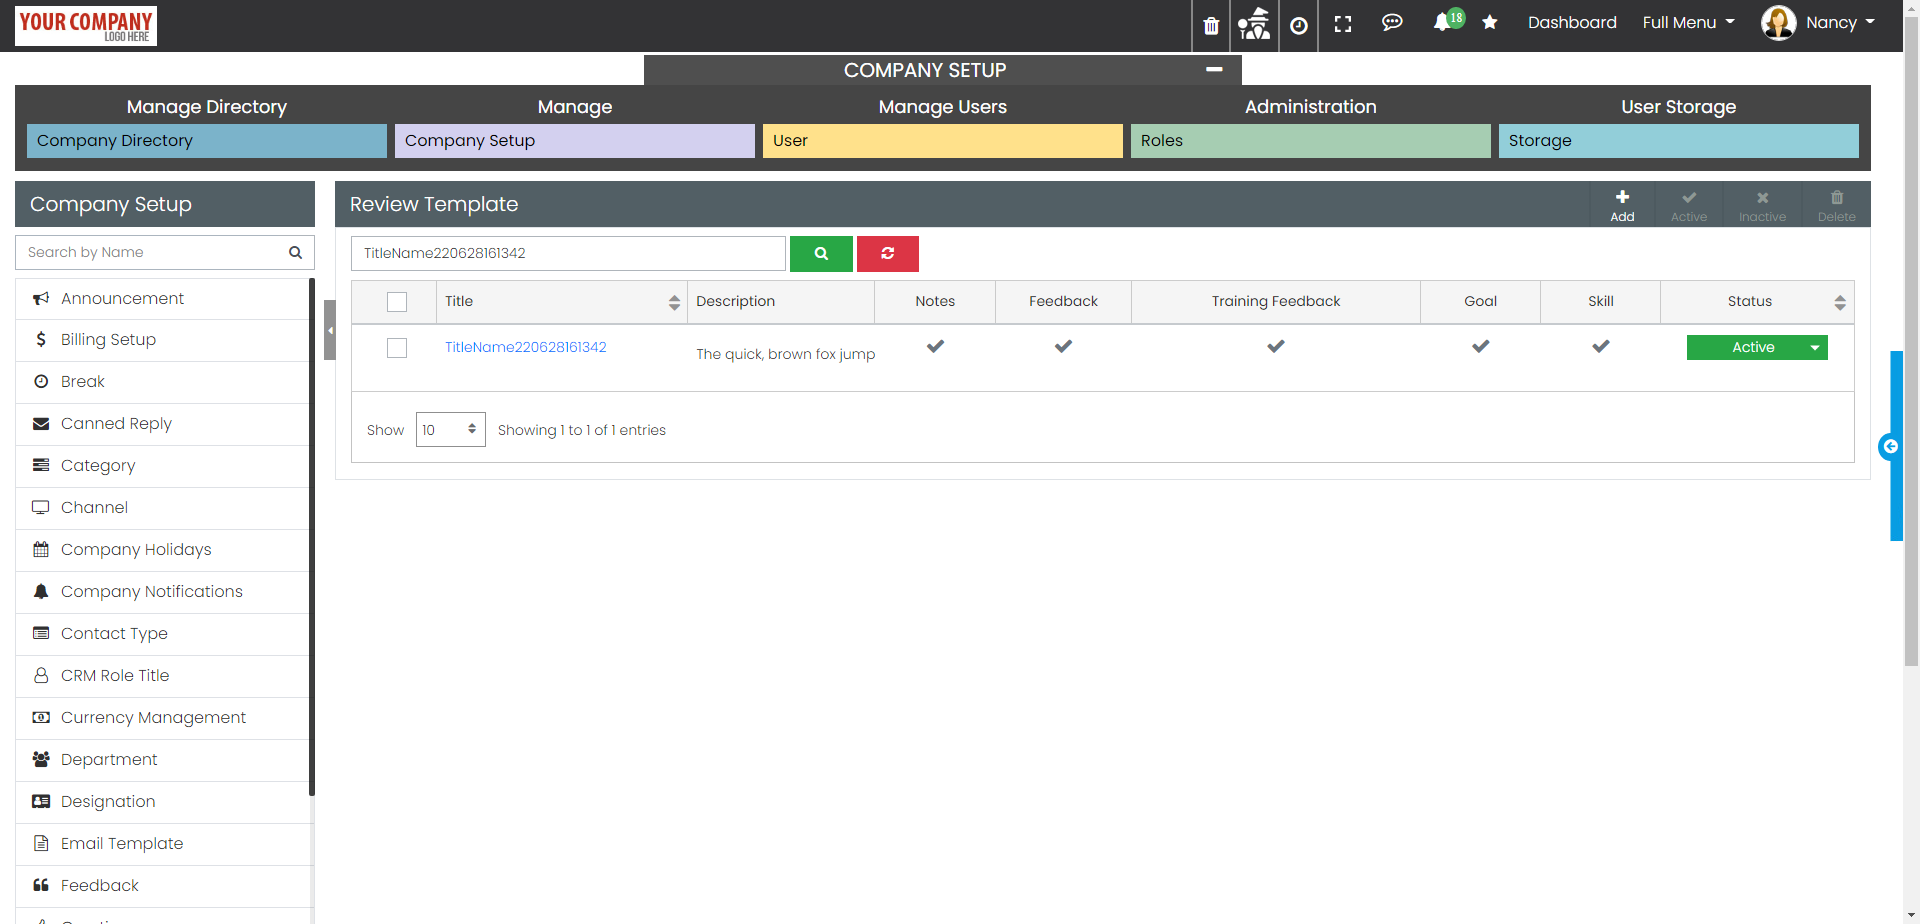 YOUR COMPANY
LOGO HERE
18
Dashboard
Full Menu
Nancy
COMPANY SETUP
Manage Directory
Manage
Manage Users
Administration
User Storage
Company Directory
Company Setup
User
Roles
Storage
Company Setup
Search by Name
Announcement
Billing Setup
Break
Canned Reply
Category
Channel
Company Holidays
Company Notifications
Contact Type
CRM Role Title
Currency Management
Department
Designation
Email Template
Feedback
Review Template
Add
Active
Inactive
Delete
TitleName220628161342
Title
Description
Notes
Feedback
Training Feedback
Goal
Skill
Status
TitleName220628161342
The quick, brown fox jump
Active
Show
10
Showing 1 to 1 of 1 entries